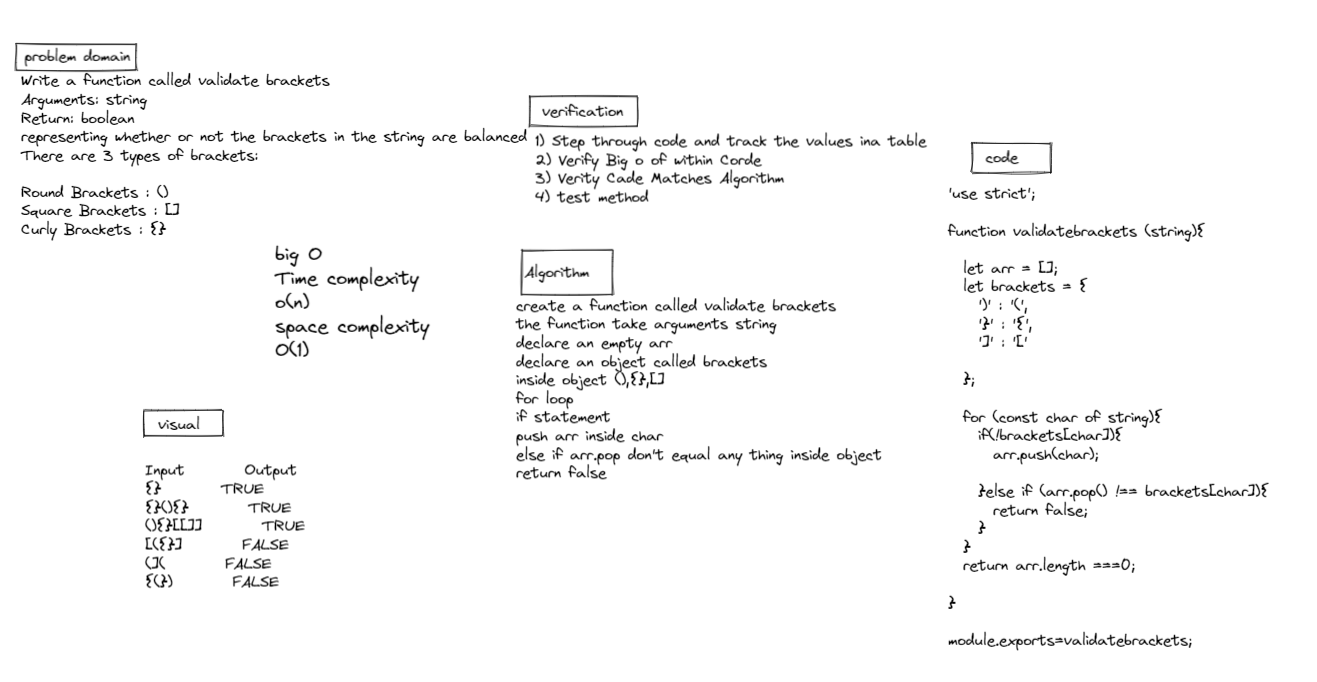 problem domain
Write a function called validate brackets
Arguments: string
Return: boolean
representing whether or not the brackets in the string are balanced
There are 3 types of brackets:
Round Brackets : ()
Square Brackets : []
Curly Brackets : {}
big O
Time complexity
o(n)
space complexity
O(1)
visual
Input Output
{} TRUE
{}(){} TRUE
(){}[[]] TRUE
[({}] FALSE
(]( FALSE
{(}) FALSE
verification
1) Step through code and track the values ina table
2) Verify Big o of within Corde
3) Verity Cade Matches Algorithm
4) test method
Algorithm
create a function called validate brackets
the function take arguments string
declare an empty arr
declare an object called brackets
inside object (),{},[]
for loop
if statement
push arr inside char
else if arr.pop don't equal any thing inside object
return false
code
'use strict';
function validatebrackets (string){
let arr = [];
let brackets = {
')' : '(',
'}' : '{',
']' : '['
};
for (const char of string){
if(!brackets[char]){
arr.push(char);
}else if (arr.pop() !== brackets[char]){
return false;
}
}
return arr.length ===0;
}
module.exports=validatebrackets;